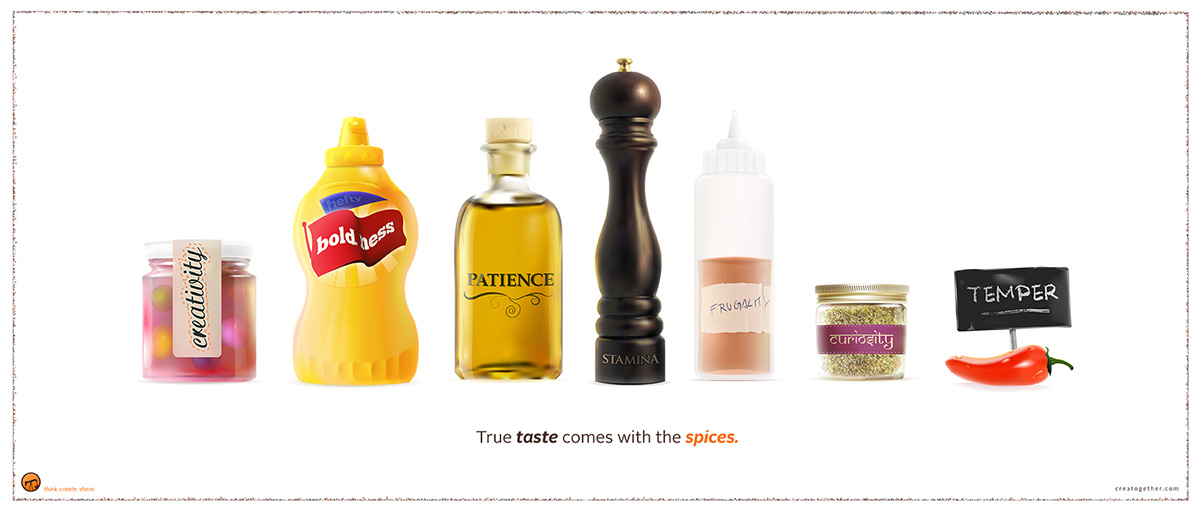 creativity
hefty
boldness
PATIENCE
STAMINA
FRUGALITY
curiosity
TEMPER
True taste comes with the spices.
think. create. share.
creatogether.com